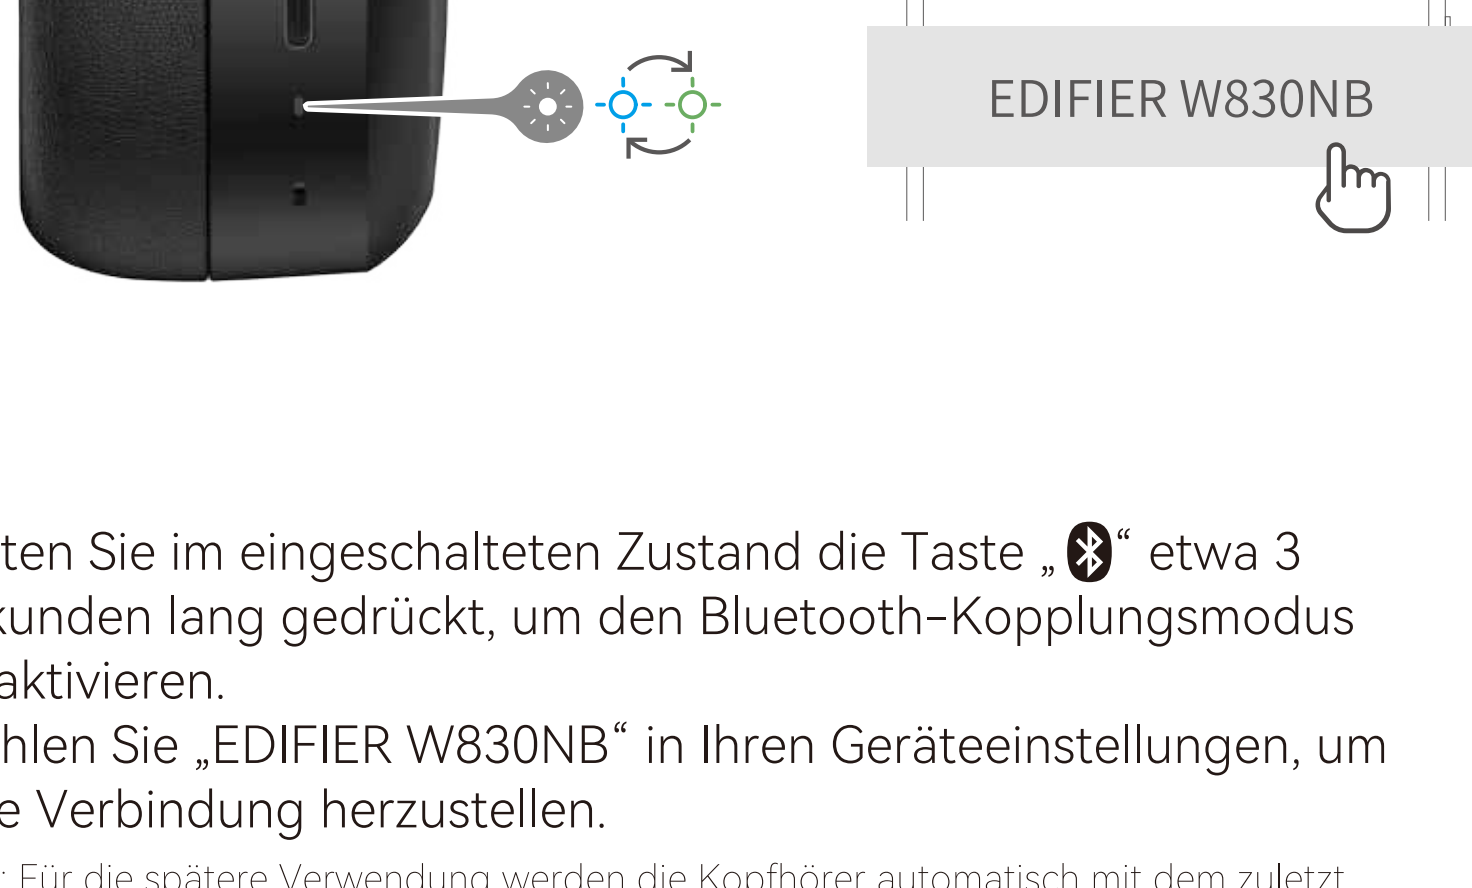 EDIFIER W830NB
ten Sie im eingeschalteten Zustand die Taste „ “ etwa 3
kunden lang gedrückt, um den Bluetooth-Kopplungsmodus
aktivieren.
hlen Sie „EDIFIER W830NB“ in Ihren Geräteeinstellungen, um
e Verbindung herzustellen.
: Für die spätere Verwendung werden die Kopfhörer automatisch mit dem zuletzt